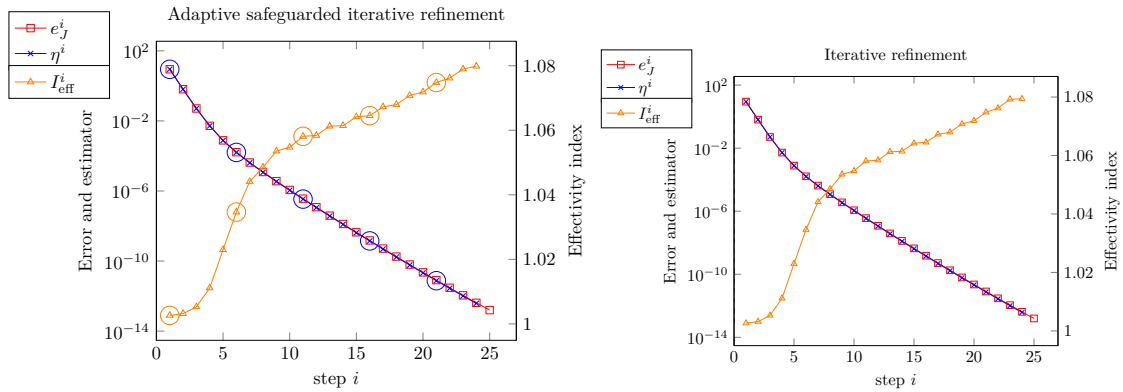 Adaptive safeguarded iterative refinement
e_J^i
η^i
I_eff^i
10^2
10^−2
10^−6
10^−10
10^−14
Error and estimator
0 5 10 15 20 25
step i
1.08
1.06
1.04
1.02
1
Effectivity index
Iterative refinement
e_J^i
η^i
I_eff^i
10^2
10^−2
10^−6
10^−10
10^−14
Error and estimator
0 5 10 15 20 25
step i
1.08
1.06
1.04
1.02
1
Effectivity index